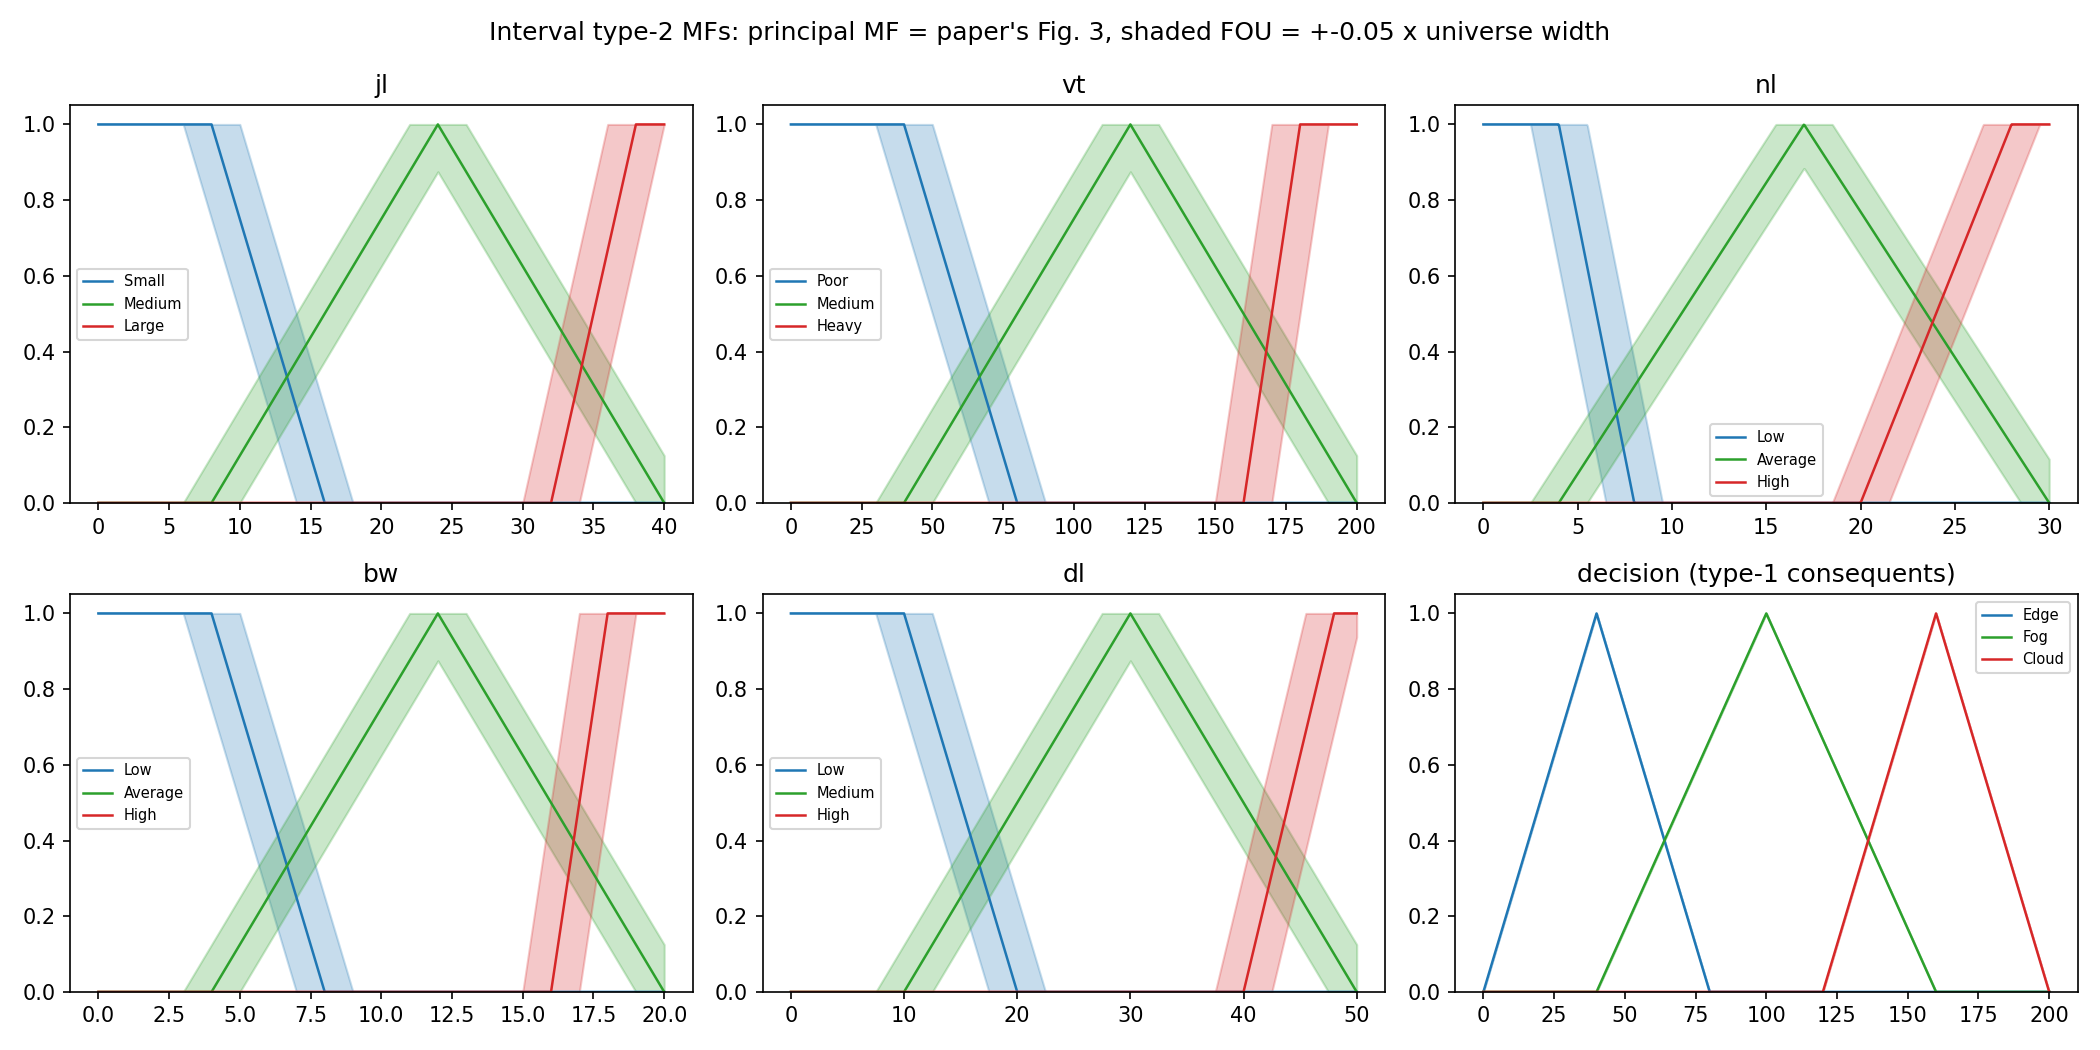 Interval type-2 MFs: principal MF = paper's Fig. 3, shaded FOU = +-0.05 x universe width
jl
1.0
0.8
0.6
0.4
0.2
0.0
Small
Medium
Large
0 5 10 15 20 25 30 35 40
vt
1.0
0.8
0.6
0.4
0.2
0.0
Poor
Medium
Heavy
0 25 50 75 100 125 150 175 200
nl
1.0
0.8
0.6
0.4
0.2
0.0
Low
Average
High
0 5 10 15 20 25 30
bw
1.0
0.8
0.6
0.4
0.2
0.0
Low
Average
High
0.0 2.5 5.0 7.5 10.0 12.5 15.0 17.5 20.0
dl
1.0
0.8
0.6
0.4
0.2
0.0
Low
Medium
High
0 10 20 30 40 50
decision (type-1 consequents)
1.0
0.8
0.6
0.4
0.2
0.0
Edge
Fog
Cloud
0 25 50 75 100 125 150 175 200